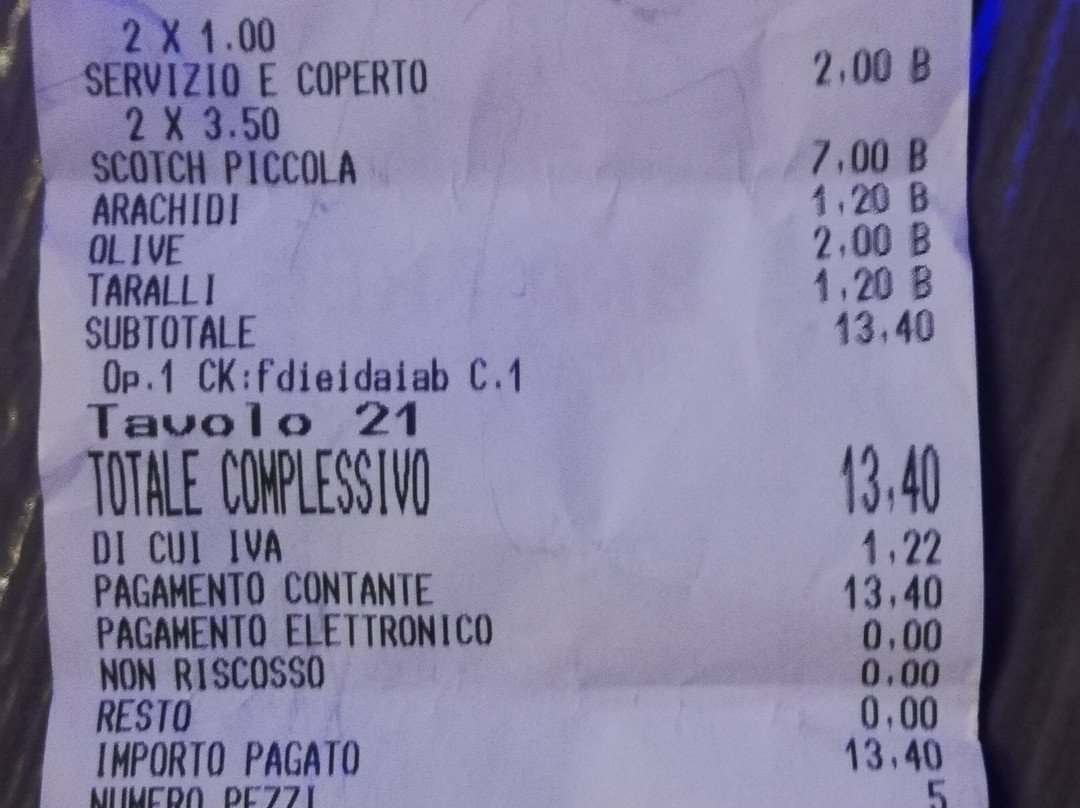 2 X 1.00
SERVIZIO E COPERTO 2,00 B
2 X 3.50
SCOTCH PICCOLA 7,00 B
ARACHIDI 1,20 B
OLIVE 2,00 B
TARALLI 1,20 B
SUBTOTALE 13,40
Op.1 CK:fdieidaiab C.1
Tavolo 21
TOTALE COMPLESSIVO 13,40
DI CUI IVA 1,22
PAGAMENTO CONTANTE 13,40
PAGAMENTO ELETTRONICO 0,00
NON RISCOSSO 0,00
RESTO 0,00
IMPORTO PAGATO 13,40
NUMERO PEZZI 5